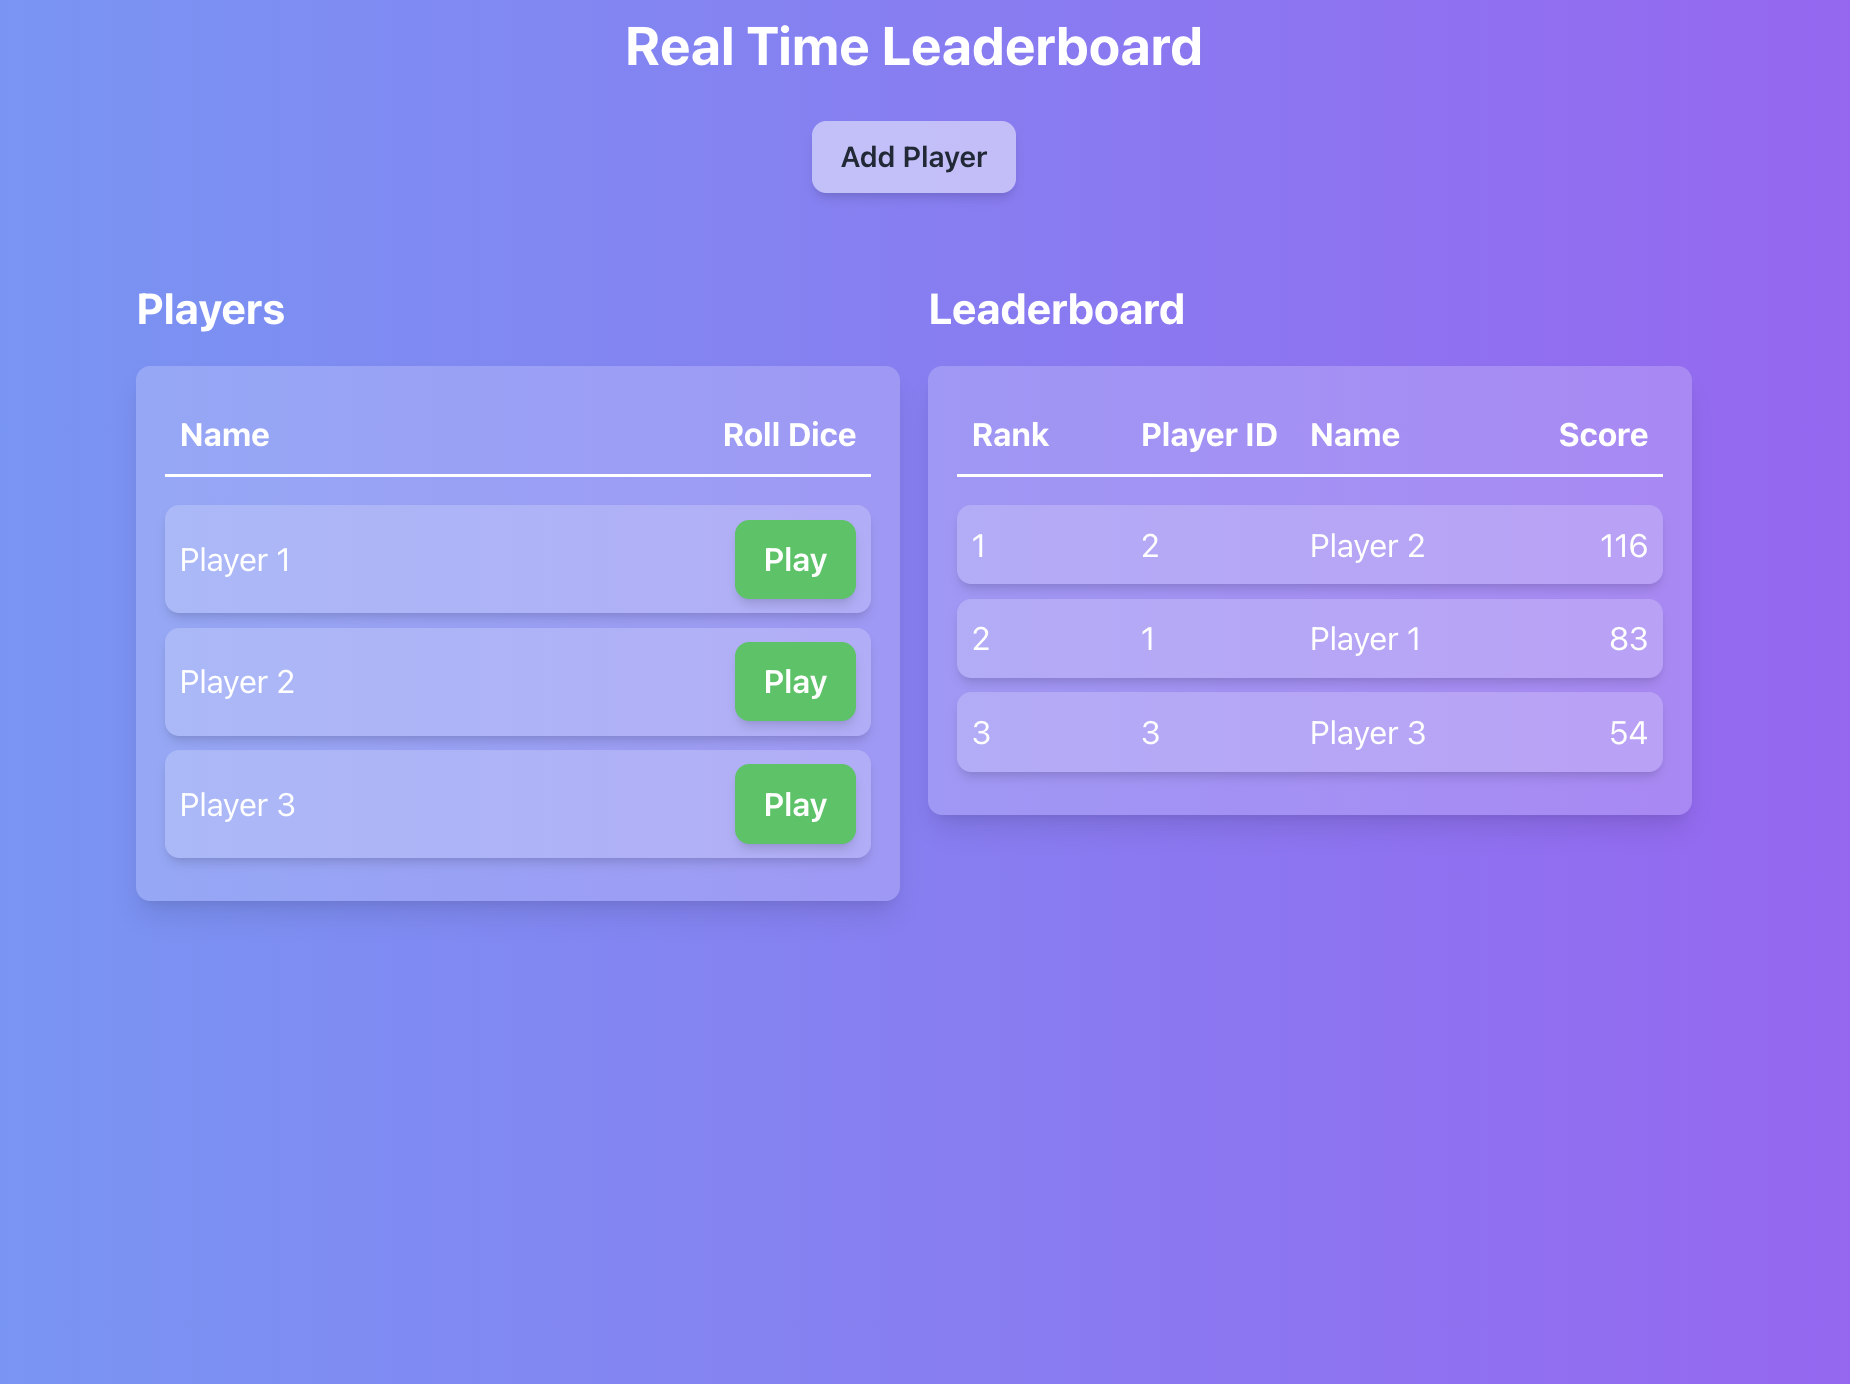 Real Time Leaderboard
Add Player
Players
Name Roll Dice
Player 1 Play
Player 2 Play
Player 3 Play
Leaderboard
Rank Player ID Name Score
1 2 Player 2 116
2 1 Player 1 83
3 3 Player 3 54